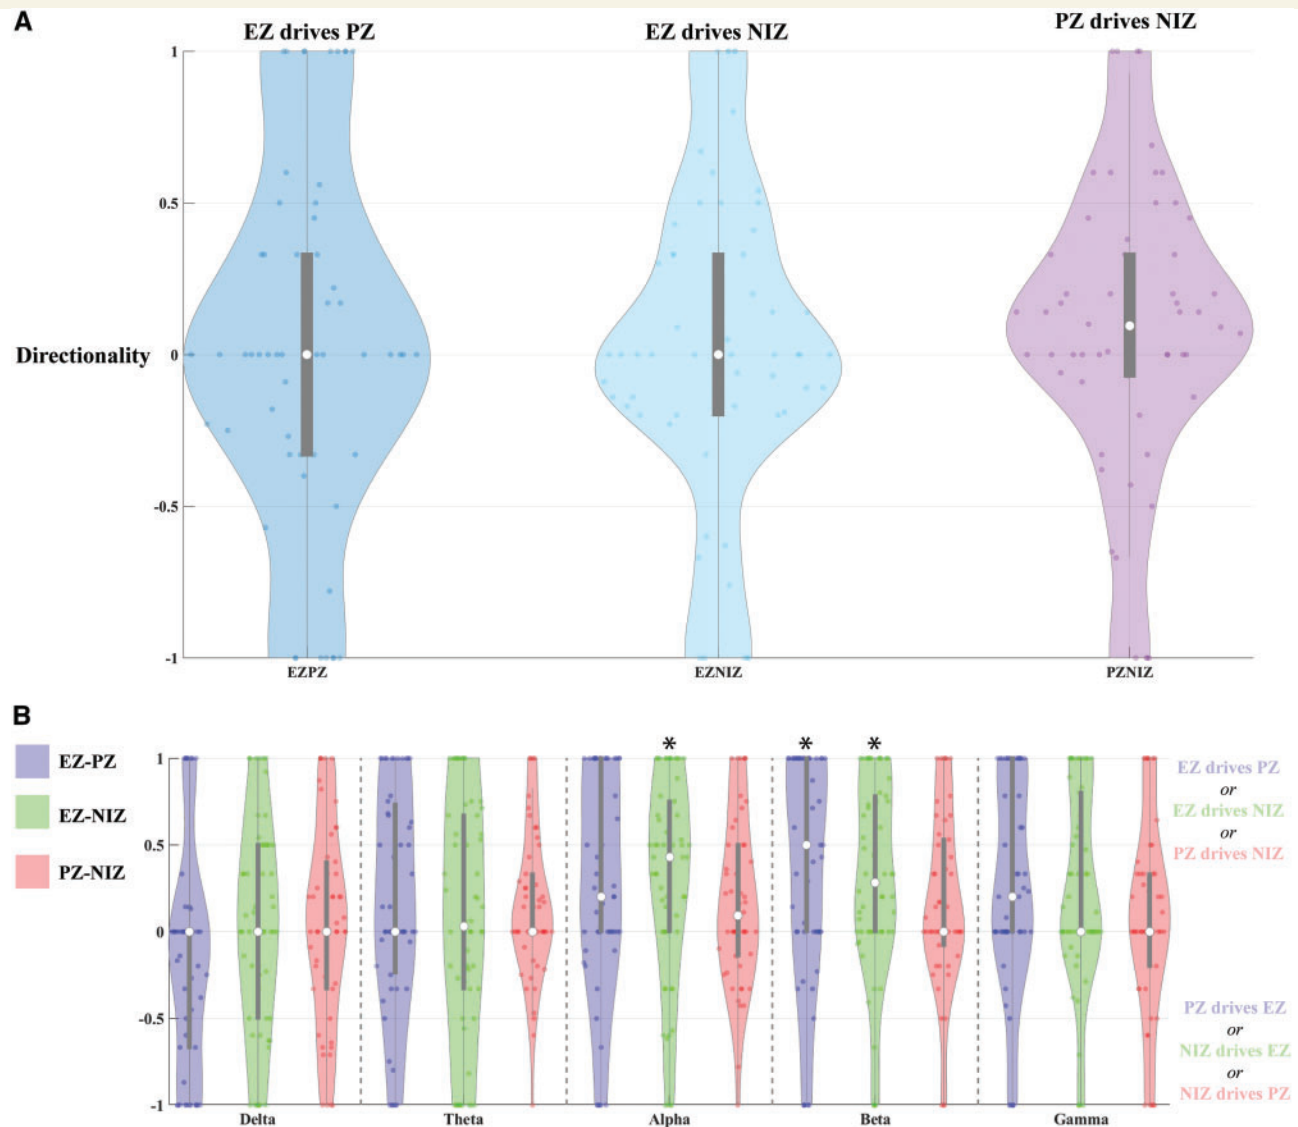 A
EZ drives PZ
EZ drives NIZ
PZ drives NIZ
1
0.5
Directionality
0
-0.5
-1
EZPZ
EZNIZ
PZNIZ
B
EZ-PZ
EZ-NIZ
PZ-NIZ
1
0.5
0
-0.5
-1
*
*
*
EZ drives PZ
or
EZ drives NIZ
or
PZ drives NIZ
PZ drives EZ
or
NIZ drives EZ
or
NIZ drives PZ
Delta
Theta
Alpha
Beta
Gamma